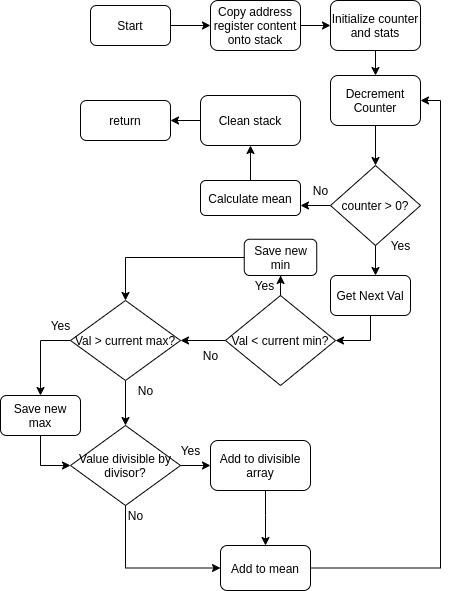 Start
Copy address
register content
onto stack
Initialize counter
and stats
Decrement
Counter
return
Clean stack
No
Calculate mean
counter > 0?
Yes
Save new
min
Get Next Val
Yes
Yes
Val > current max?
No
Val < current min?
No
Save new
max
Yes
Value divisible by
divisor?
Add to divisible
array
No
Add to mean